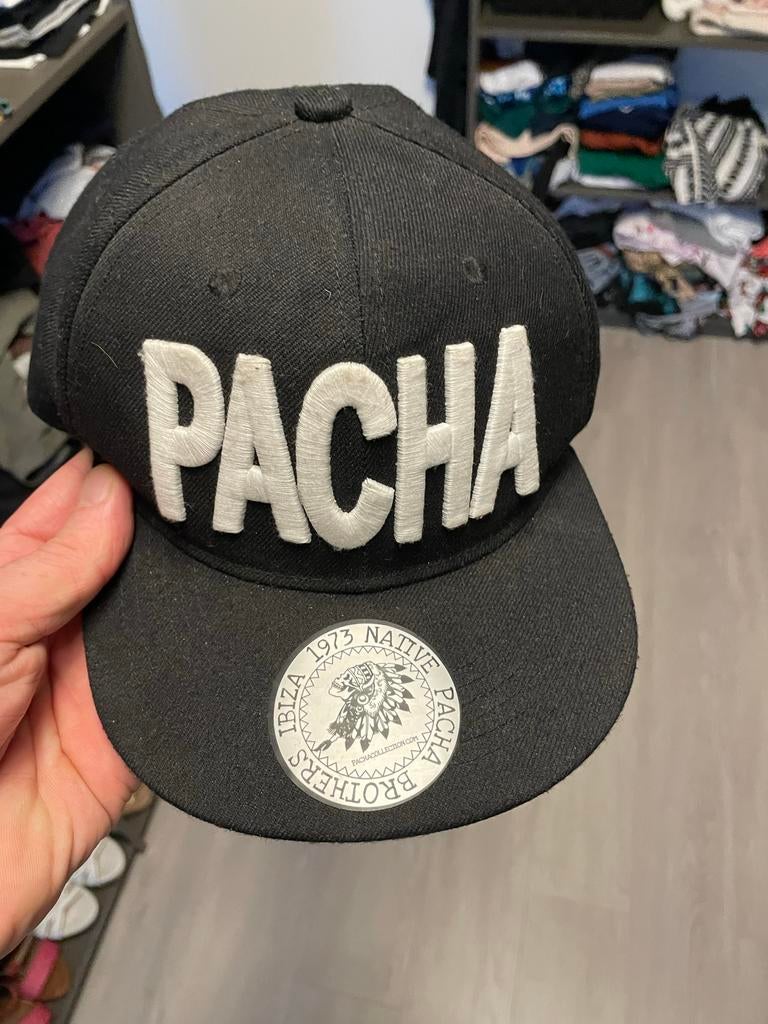 PACHA
IBIZA 1973 NATIVE PACHA BROTHERS
PACHACOLLECTION.COM